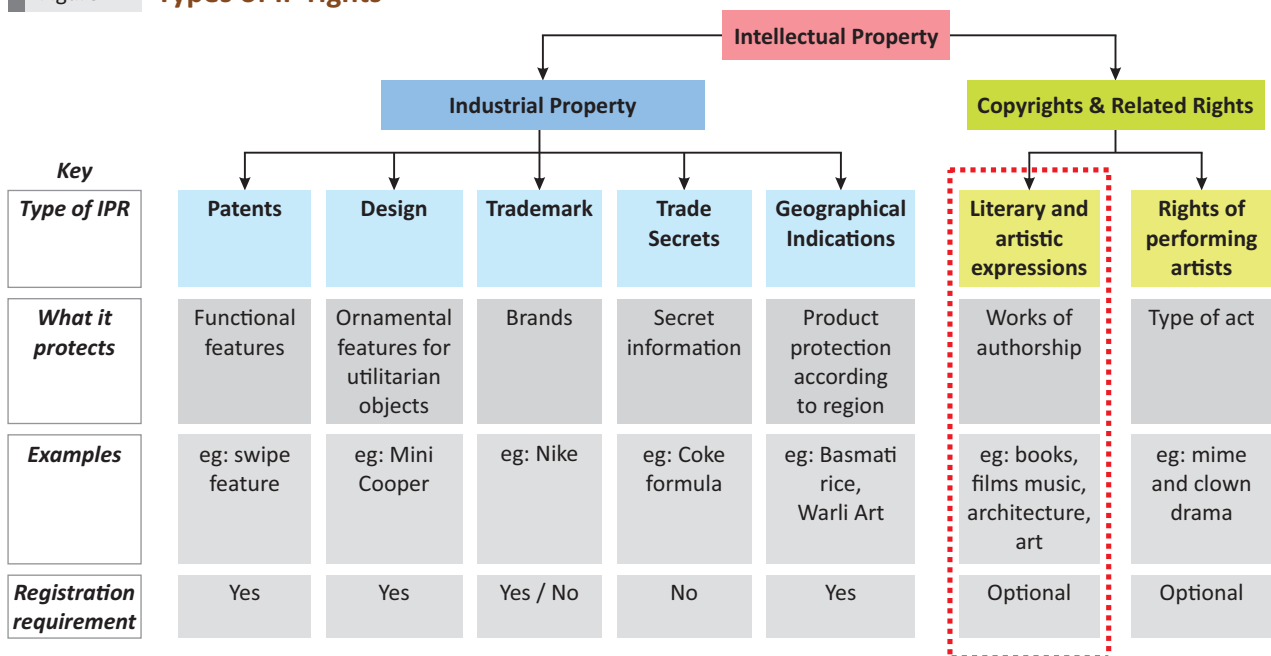 Types of IP rights
Intellectual Property
Industrial Property
Copyrights & Related Rights
Key
Type of IPR
Patents
Design
Trademark
Trade
Secrets
Geographical
Indications
Literary and
artistic
expressions
Rights of
performing
artists
What it
protects
Functional
features
Ornamental
features for
utilitarian
objects
Brands
Secret
information
Product
protection
according
to region
Works of
authorship
Type of act
Examples
eg: swipe
feature
eg: Mini
Cooper
eg: Nike
eg: Coke
formula
eg: Basmati
rice,
Warli Art
eg: books,
films music,
architecture,
art
eg: mime
and clown
drama
Registration
requirement
Yes
Yes
Yes / No
No
Yes
Optional
Optional